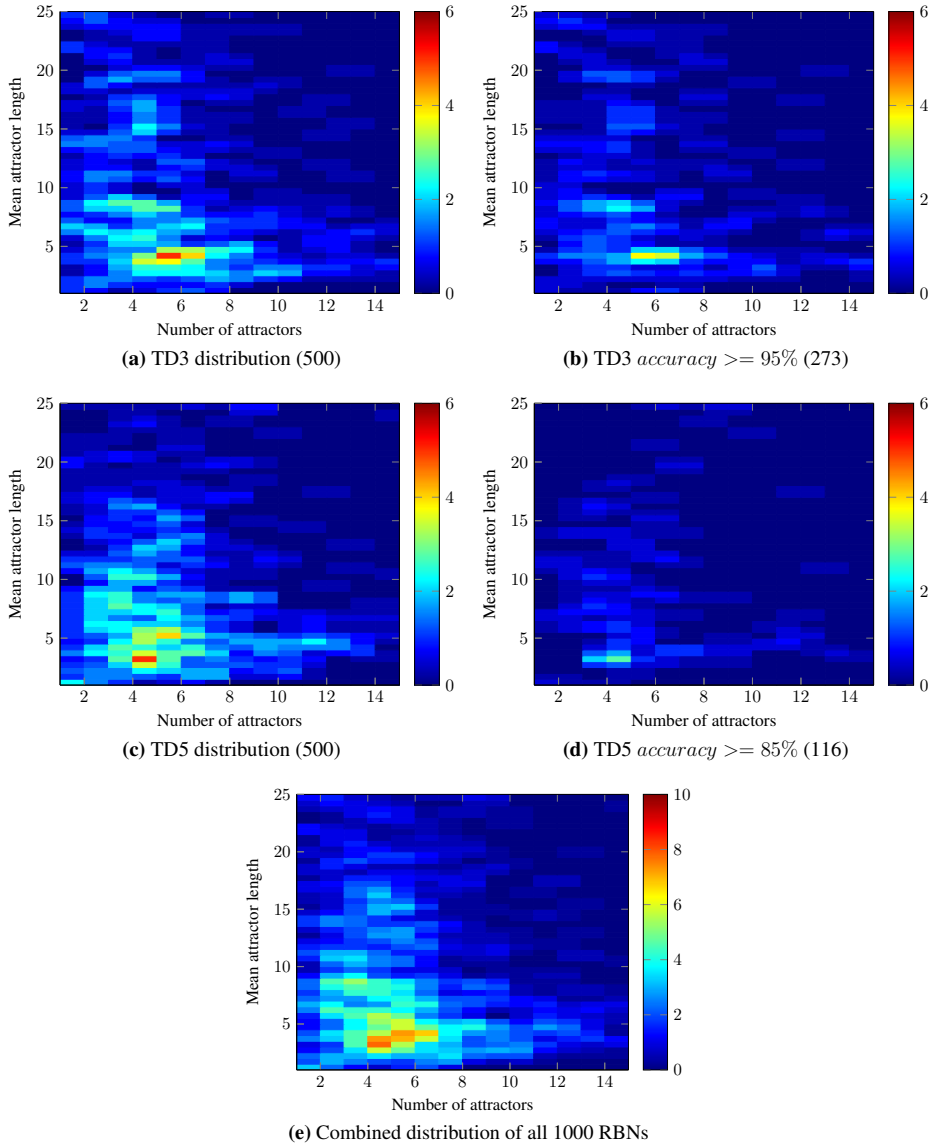 25
20
15
10
5
2 4 6 8 10 12 14
Mean attractor length
Number of attractors
6
4
2
0
(a) TD3 distribution (500)
25
20
15
10
5
2 4 6 8 10 12 14
Mean attractor length
Number of attractors
6
4
2
0
(b) TD3 accuracy >= 95% (273)
25
20
15
10
5
2 4 6 8 10 12 14
Mean attractor length
Number of attractors
6
4
2
0
(c) TD5 distribution (500)
25
20
15
10
5
2 4 6 8 10 12 14
Mean attractor length
Number of attractors
6
4
2
0
(d) TD5 accuracy >= 85% (116)
25
20
15
10
5
2 4 6 8 10 12 14
Mean attractor length
Number of attractors
10
8
6
4
2
0
(e) Combined distribution of all 1000 RBNs